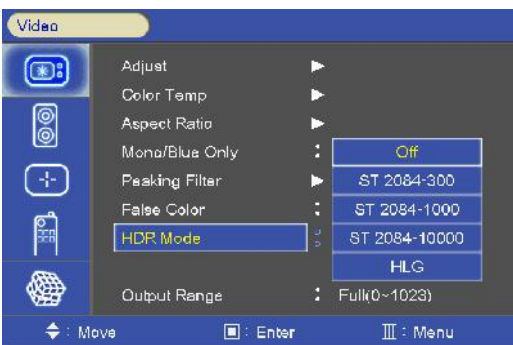 Video
Adjust
Color Temp
Aspect Ratio
Mono/Blue Only :
Off
Peaking Filter
ST 2084-300
False Color :
ST 2084-1000
HDR Mode :
ST 2084-10000
HLG
Output Range : Full(0~1023)
: Move : Enter : Menu